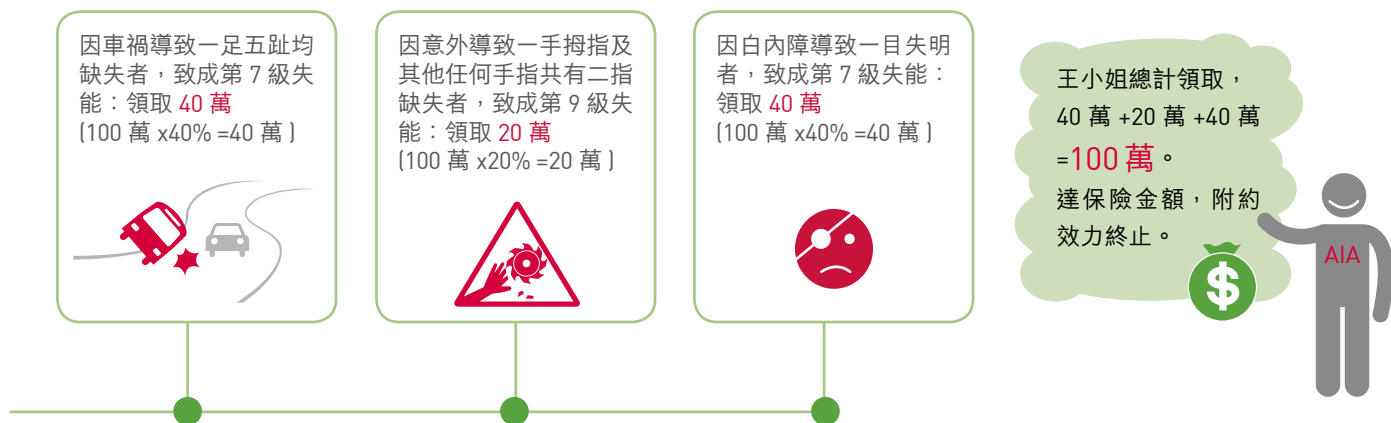 因車禍導致一足五趾均
缺失者，致成第 7 級失
能：領取 40 萬
(100 萬 x40% =40 萬 )
因意外導致一手拇指及
其他任何手指共有二指
缺失者，致成第 9 級失
能：領取 20 萬
(100 萬 x20% =20 萬 )
因白內障導致一目失明
者，致成第 7 級失能：
領取 40 萬
(100 萬 x40% =40 萬 )
王小姐總計領取，
40 萬 +20 萬 +40 萬
=100 萬。
達保險金額，附約
效力終止。
$
AIA